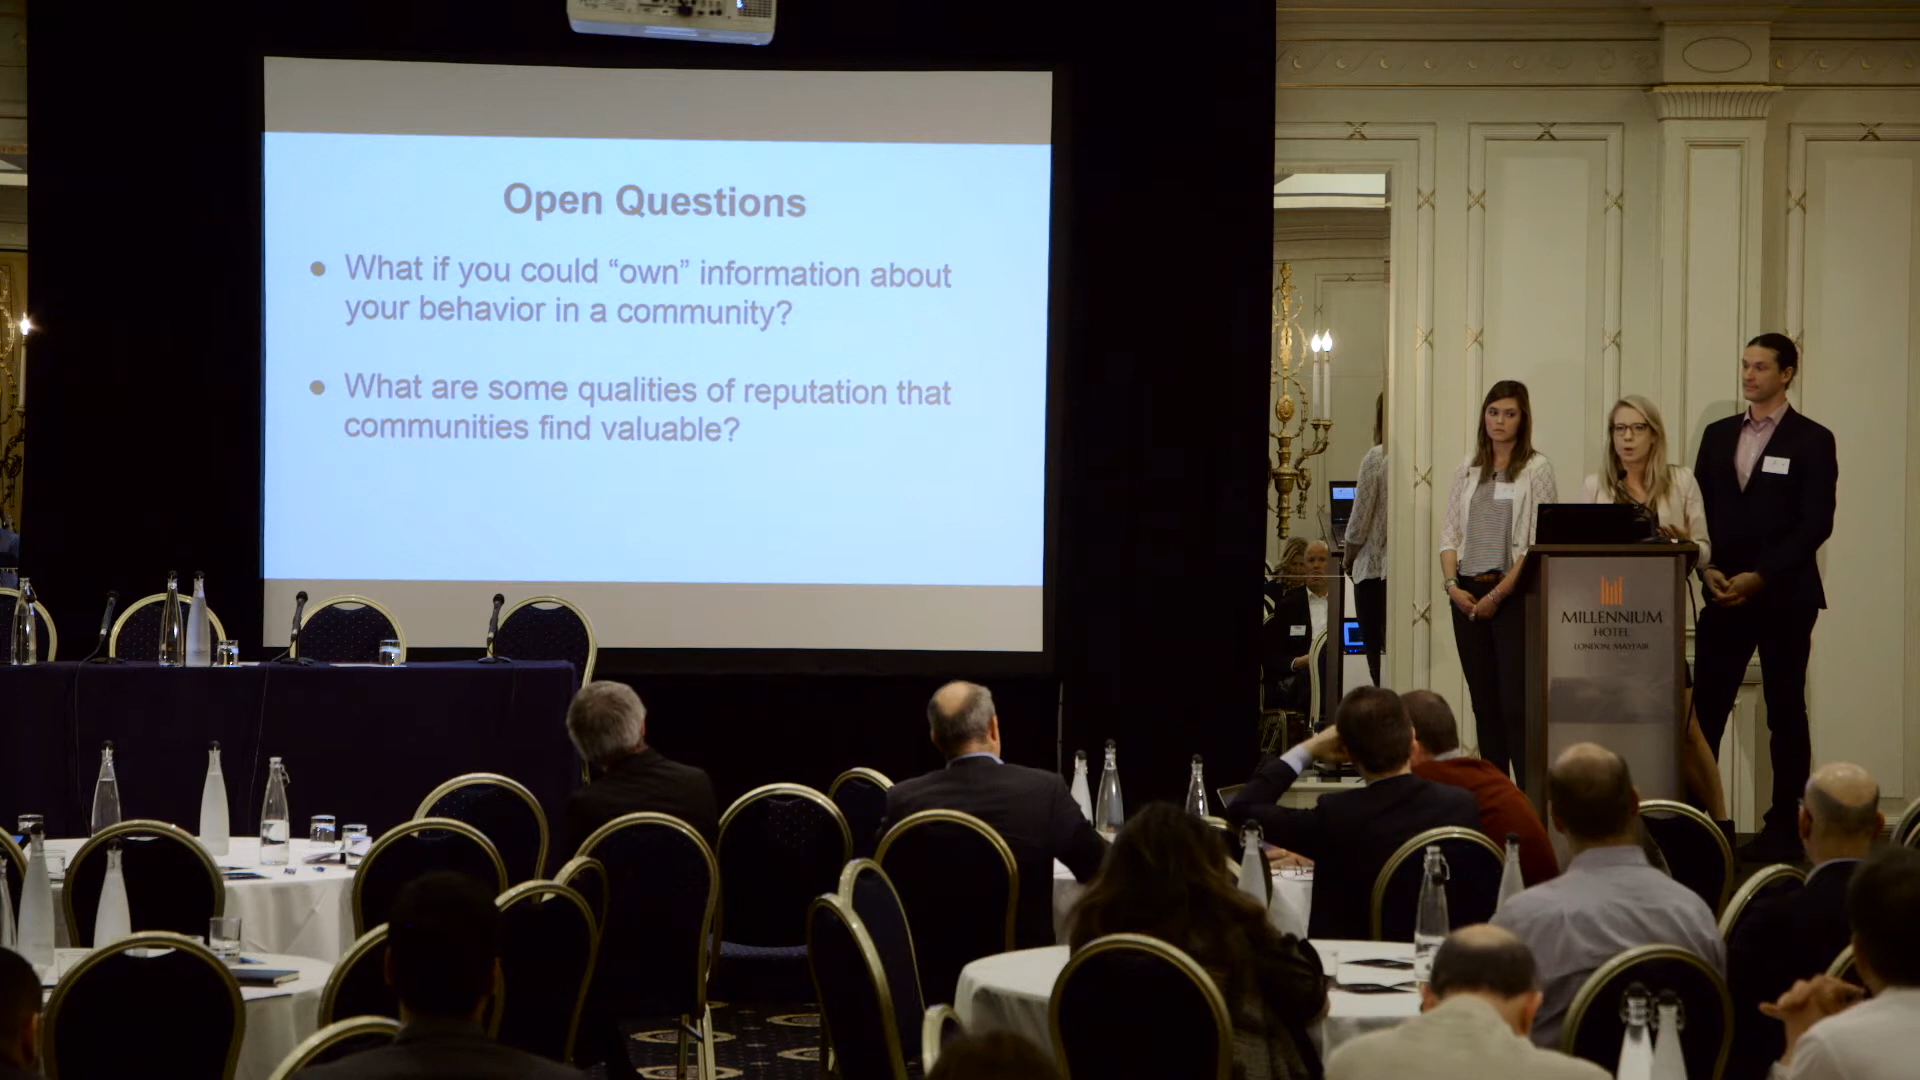 Open Questions
● What if you could “own” information about
your behavior in a community?
● What are some qualities of reputation that
communities find valuable?
MILLENNIUM
HOTEL
LONDON, MAYFAIR